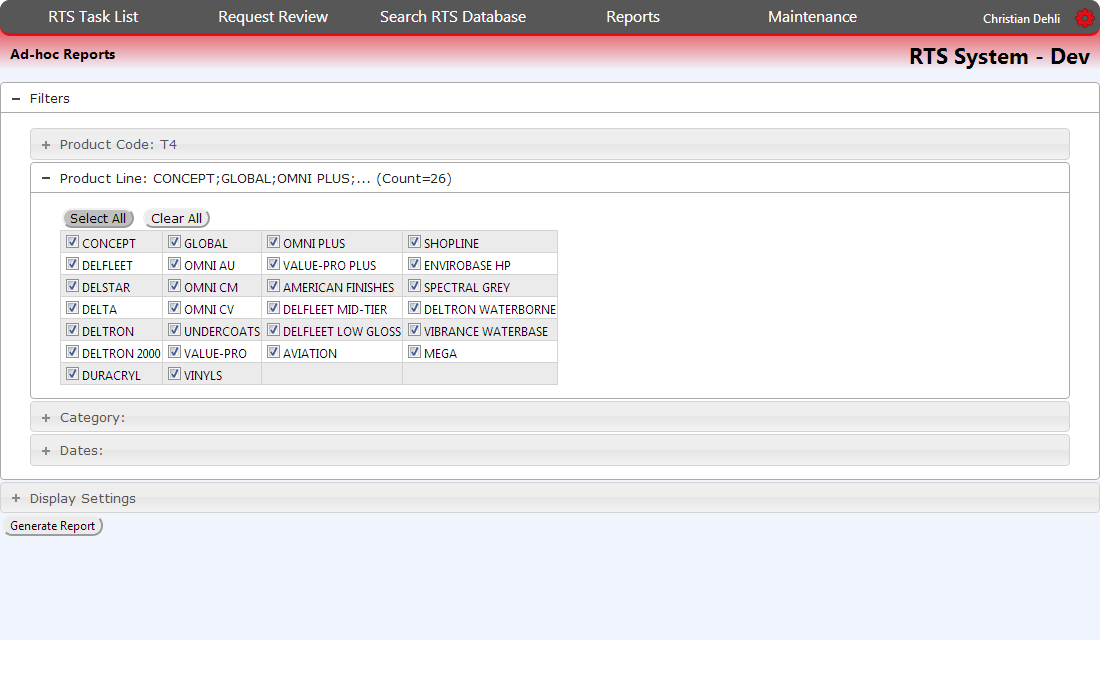 RTS Task List Request Review Search RTS Database Reports Maintenance Christian Dehli
Ad-hoc Reports RTS System - Dev
− Filters
+ Product Code: T4
− Product Line: CONCEPT;GLOBAL;OMNI PLUS;... (Count=26)
Select All Clear All
CONCEPT GLOBAL OMNI PLUS SHOPLINE
DELFLEET OMNI AU VALUE-PRO PLUS ENVIROBASE HP
DELSTAR OMNI CM AMERICAN FINISHES SPECTRAL GREY
DELTA OMNI CV DELFLEET MID-TIER DELTRON WATERBORNE
DELTRON UNDERCOATS DELFLEET LOW GLOSS VIBRANCE WATERBASE
DELTRON 2000 VALUE-PRO AVIATION MEGA
DURACRYL VINYLS
+ Category:
+ Dates:
+ Display Settings
Generate Report